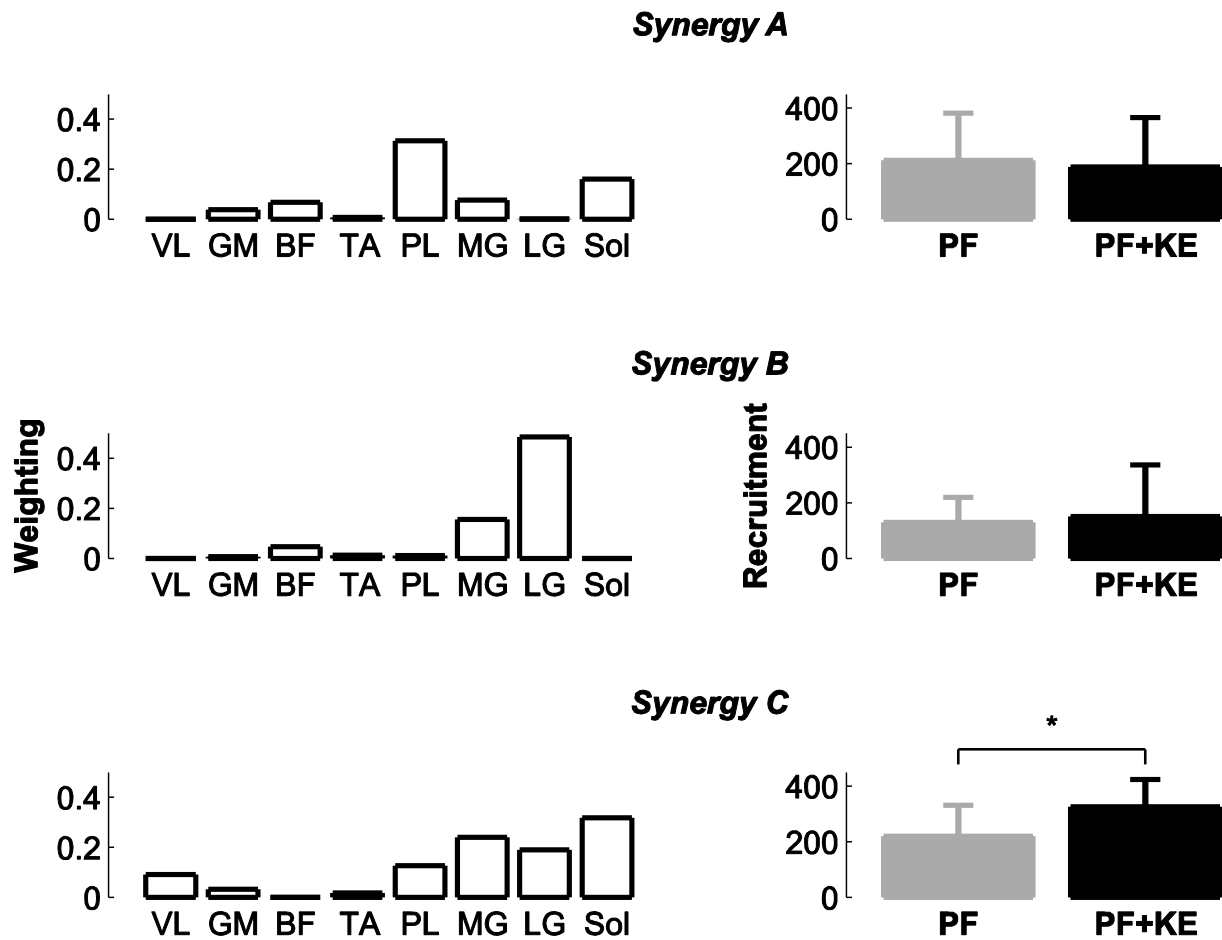 Synergy A
0.4
0.2
0
VL GM BF TA PL MG LG Sol
400
200
0
PF PF+KE
Synergy B
Weighting
0.4
0.2
0
VL GM BF TA PL MG LG Sol
Recruitment
400
200
0
PF PF+KE
Synergy C
0.4
0.2
0
VL GM BF TA PL MG LG Sol
*
400
200
0
PF PF+KE